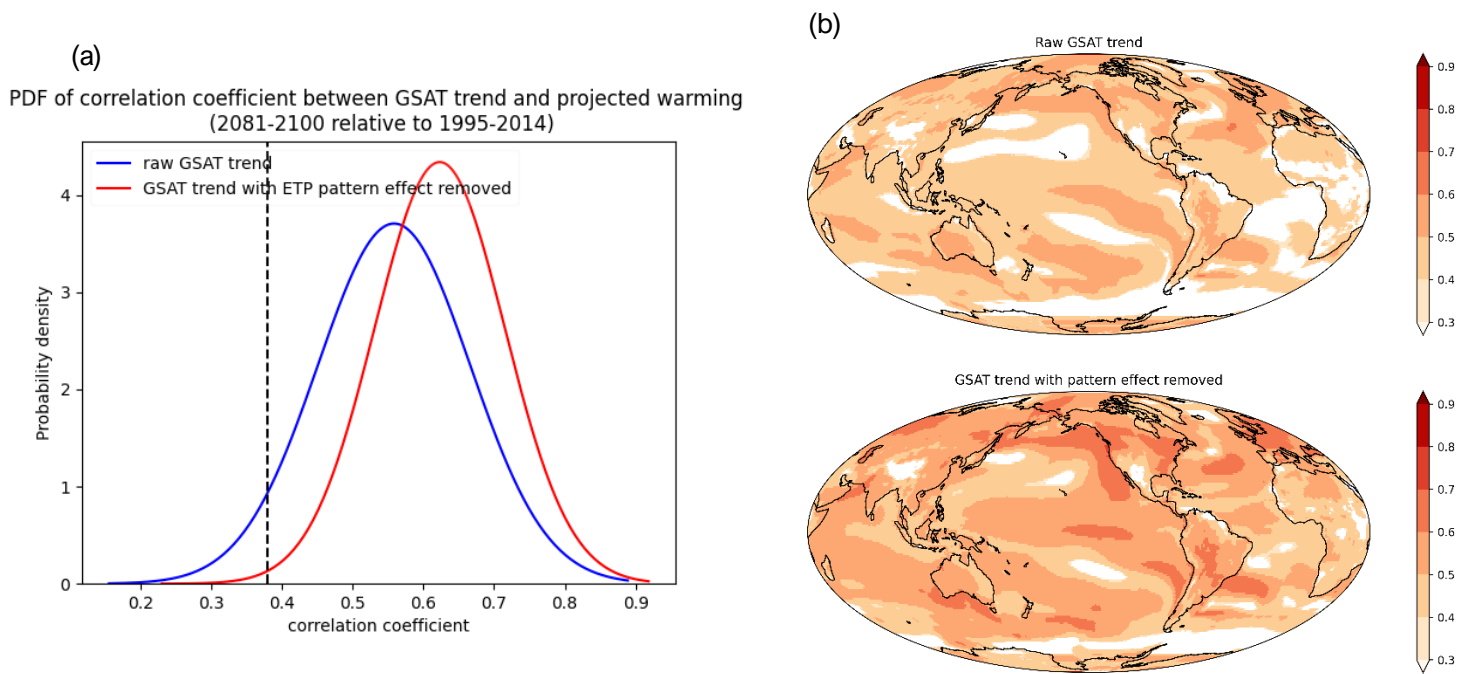 (a)
PDF of correlation coefficient between GSAT trend and projected warming
(2081-2100 relative to 1995-2014)
raw GSAT trend
GSAT trend with ETP pattern effect removed
Probability density
4
3
2
1
0
0.2 0.3 0.4 0.5 0.6 0.7 0.8 0.9
correlation coefficient
(b)
Raw GSAT trend
0.9
0.8
0.7
0.6
0.5
0.4
0.3
GSAT trend with pattern effect removed
0.9
0.8
0.7
0.6
0.5
0.4
0.3